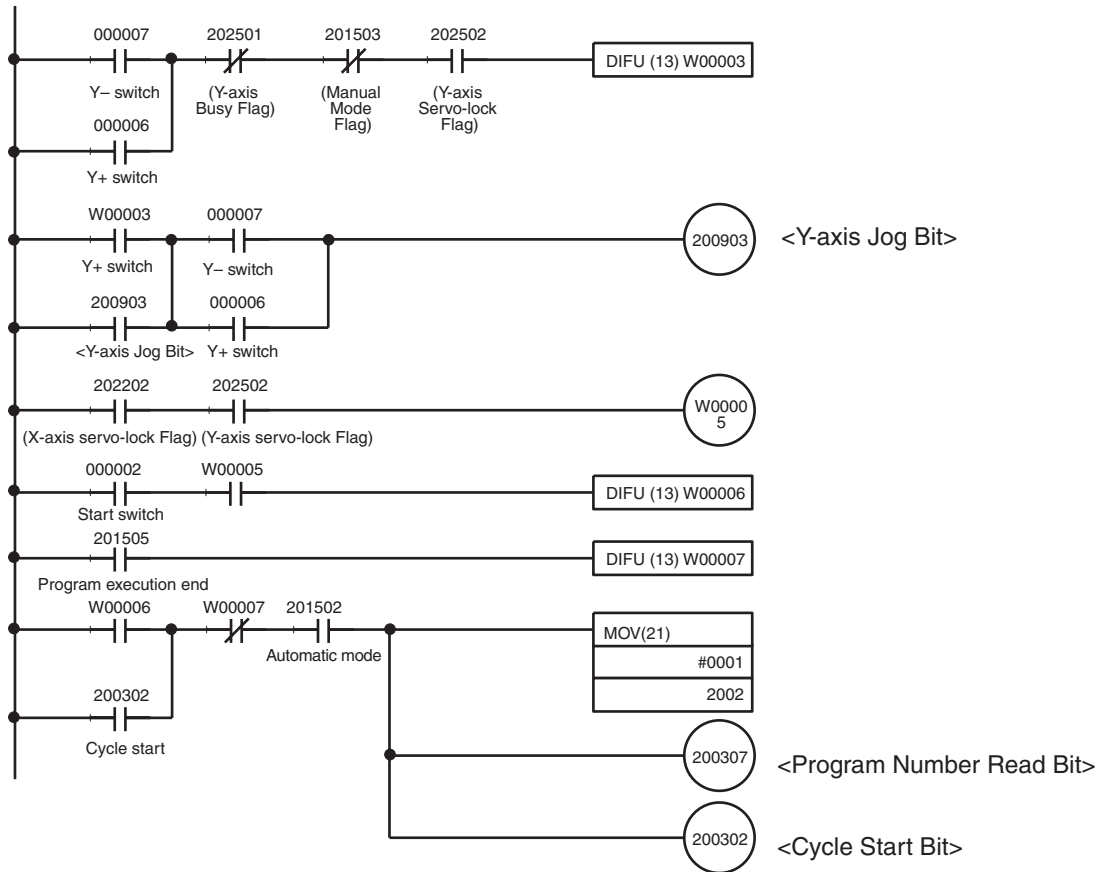 000007 202501 201503 202502
DIFU (13) W00003
Y– switch (Y-axis Busy Flag) (Manual Mode Flag) (Y-axis Servo-lock Flag)
000006
Y+ switch
W00003 000007
200903 <Y-axis Jog Bit>
Y+ switch Y– switch
200903 000006
<Y-axis Jog Bit> Y+ switch
202202 202502
W0000
5
(X-axis servo-lock Flag) (Y-axis servo-lock Flag)
000002 W00005
DIFU (13) W00006
Start switch
201505
DIFU (13) W00007
Program execution end
W00006 W00007 201502
MOV(21)
Automatic mode
#0001
2002
200302
Cycle start
200307 <Program Number Read Bit>
200302 <Cycle Start Bit>